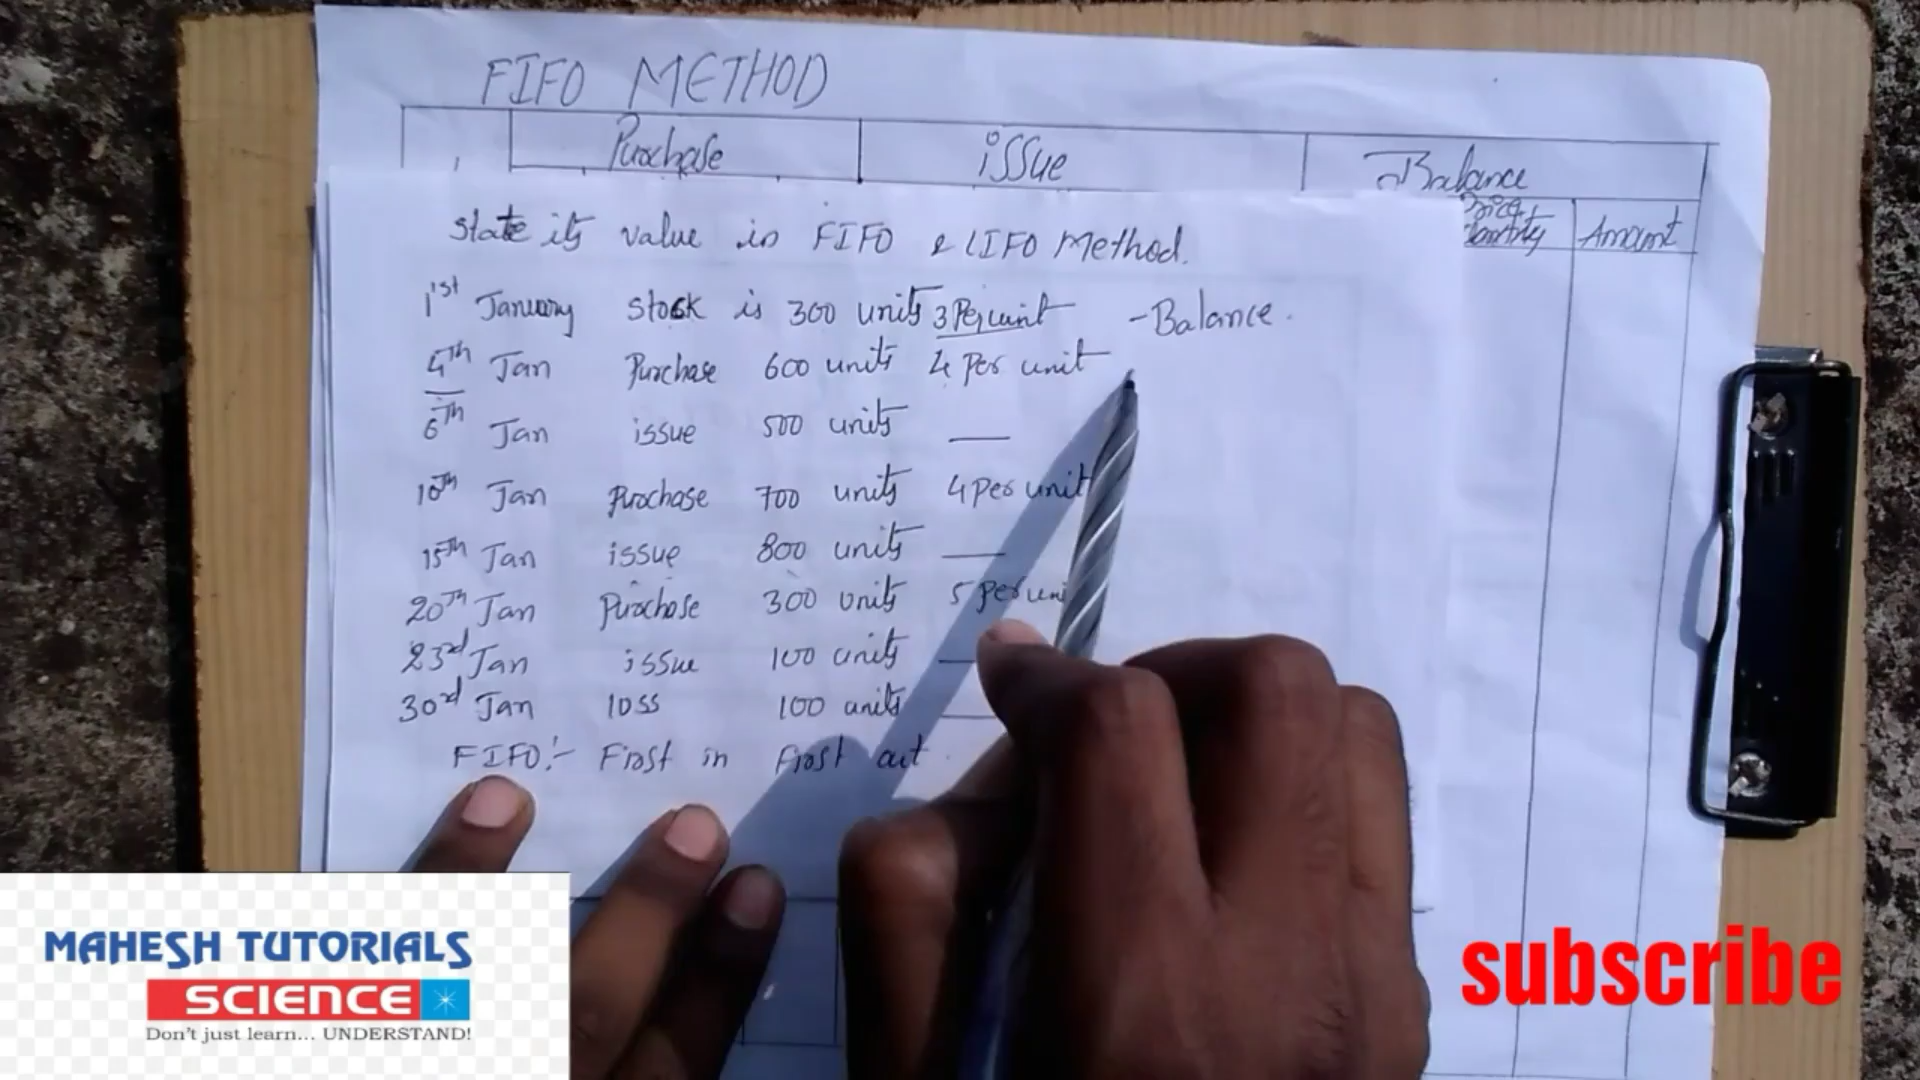 FIFO METHOD
Purchase issue Balance
Amount
State its value in FIFO & LIFO Method.
1st January stock is 300 units 3 Per unit - Balance.
4th Jan Purchase 600 units 4 per unit
6th Jan issue 500 units —
10th Jan purchase 700 units 4 per unit
15th Jan issue 800 units —
20th Jan Purchase 300 units 5 per uni
23rd Jan issue 100 units —
30rd Jan loss 100 units —
FIFO:- First in First out
MAHESH TUTORIALS
SCIENCE
Don't just learn... UNDERSTAND!
subscribe